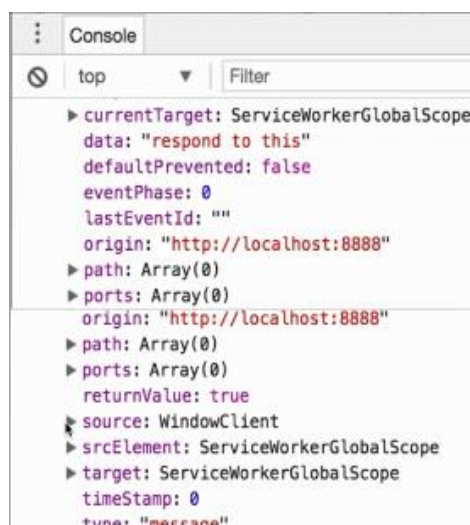 Console
top Filter
currentTarget: ServiceWorkerGlobalScope
data: "respond to this"
defaultPrevented: false
eventPhase: 0
lastEventId: ""
origin: "http://localhost:8888"
path: Array(0)
ports: Array(0)
origin: "http://localhost:8888"
path: Array(0)
ports: Array(0)
returnValue: true
source: WindowClient
srcElement: ServiceWorkerGlobalScope
target: ServiceWorkerGlobalScope
timeStamp: 0
type: "message"